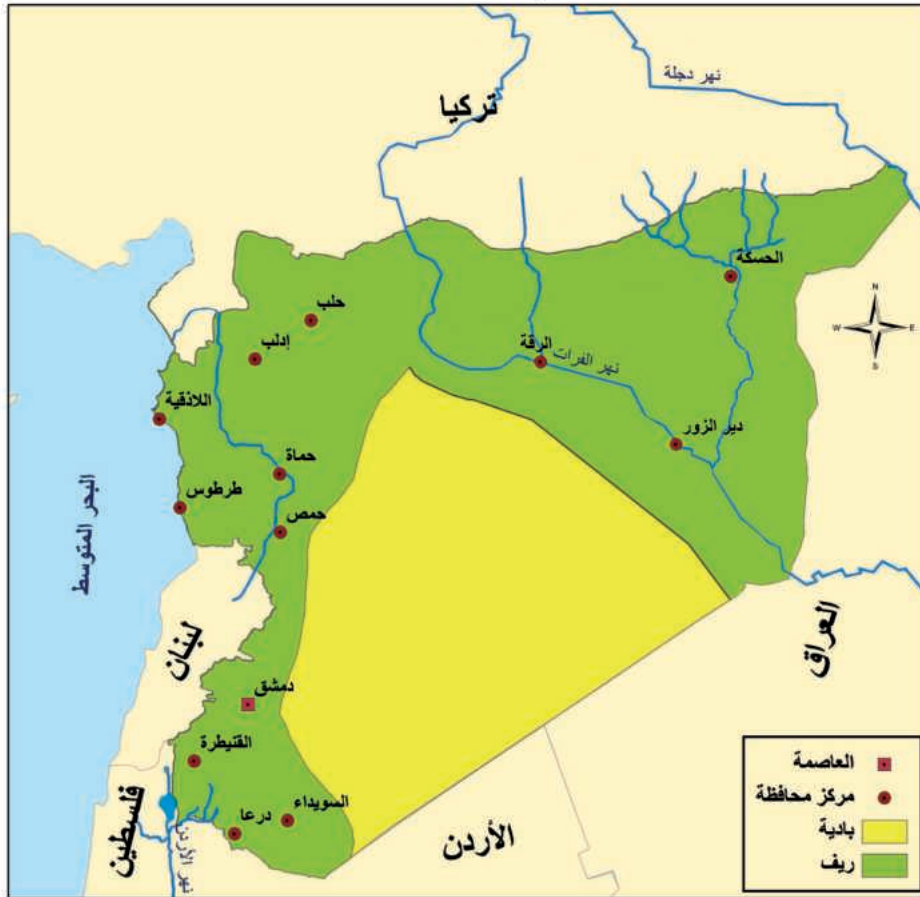 نهر دجلة
تركيا
الحسكة
حلب
إدلب
الرقة
نهر الفرات
اللاذقية
دير الزور
حماة
طرطوس
حمص
البحر المتوسط
لبنان
العراق
دمشق
القنيطرة
السويداء
درعا
فلسطين
نهر الأردن
الأردن
N
W
E
S
العاصمة
مركز محافظة
بادية
ريف